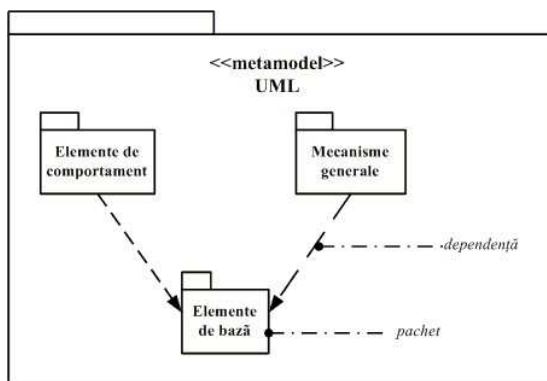 <<metamodel>>
UML
Elemente de
comportament
Mecanisme
generale
dependență
Elemente
de bază
pachet